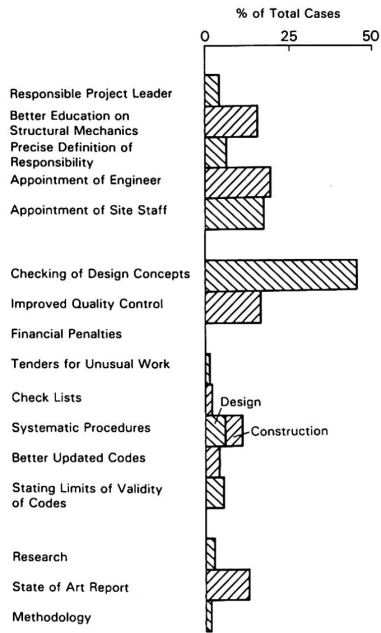 % of Total Cases
0 25 50
Responsible Project Leader
Better Education on
Structural Mechanics
Precise Definition of
Responsibility
Appointment of Engineer
Appointment of Site Staff
Checking of Design Concepts
Improved Quality Control
Financial Penalties
Tenders for Unusual Work
Check Lists
Design
Systematic Procedures
Construction
Better Updated Codes
Stating Limits of Validity
of Codes
Research
State of Art Report
Methodology